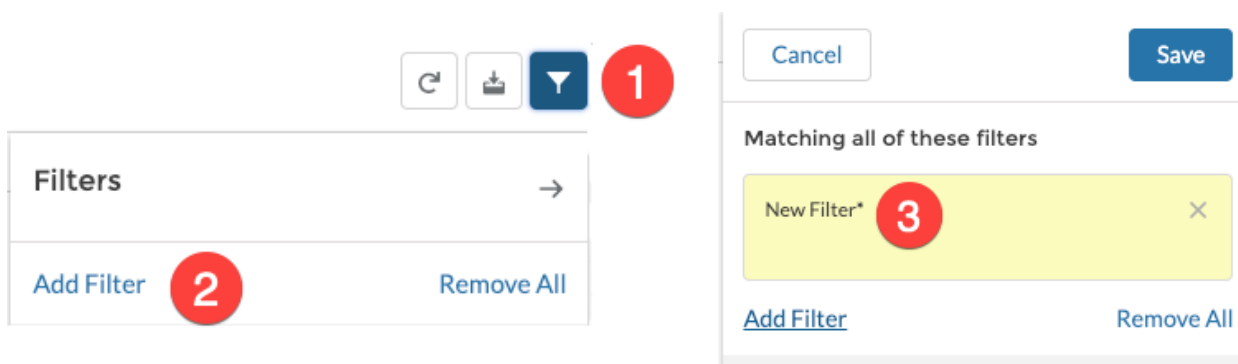 1
Filters
Add Filter 2 Remove All
Cancel Save
Matching all of these filters
New Filter* 3
Add Filter Remove All